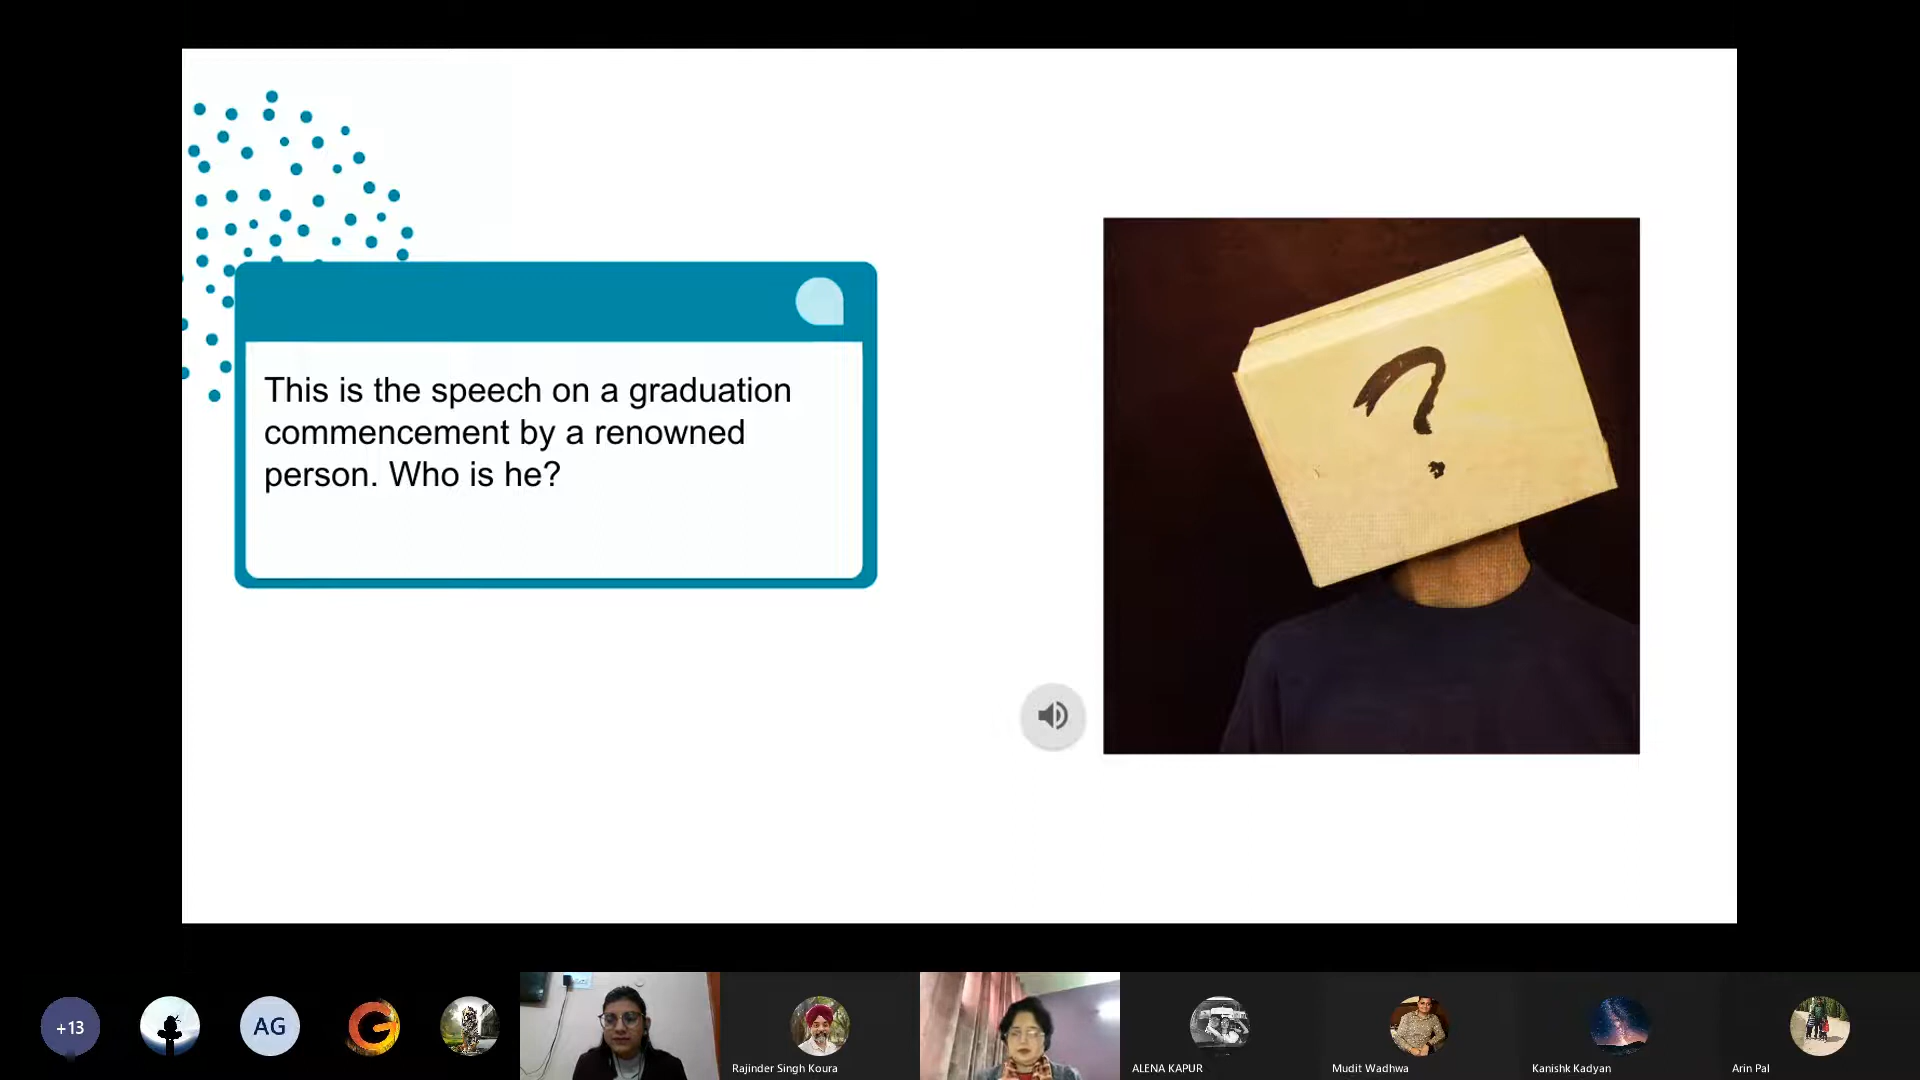 This is the speech on a graduation
commencement by a renowned
person. Who is he?
?
+13
AG
Rajinder Singh Koura
ALENA KAPUR
Mudit Wadhwa
Kanishk Kadyan
Arin Pal